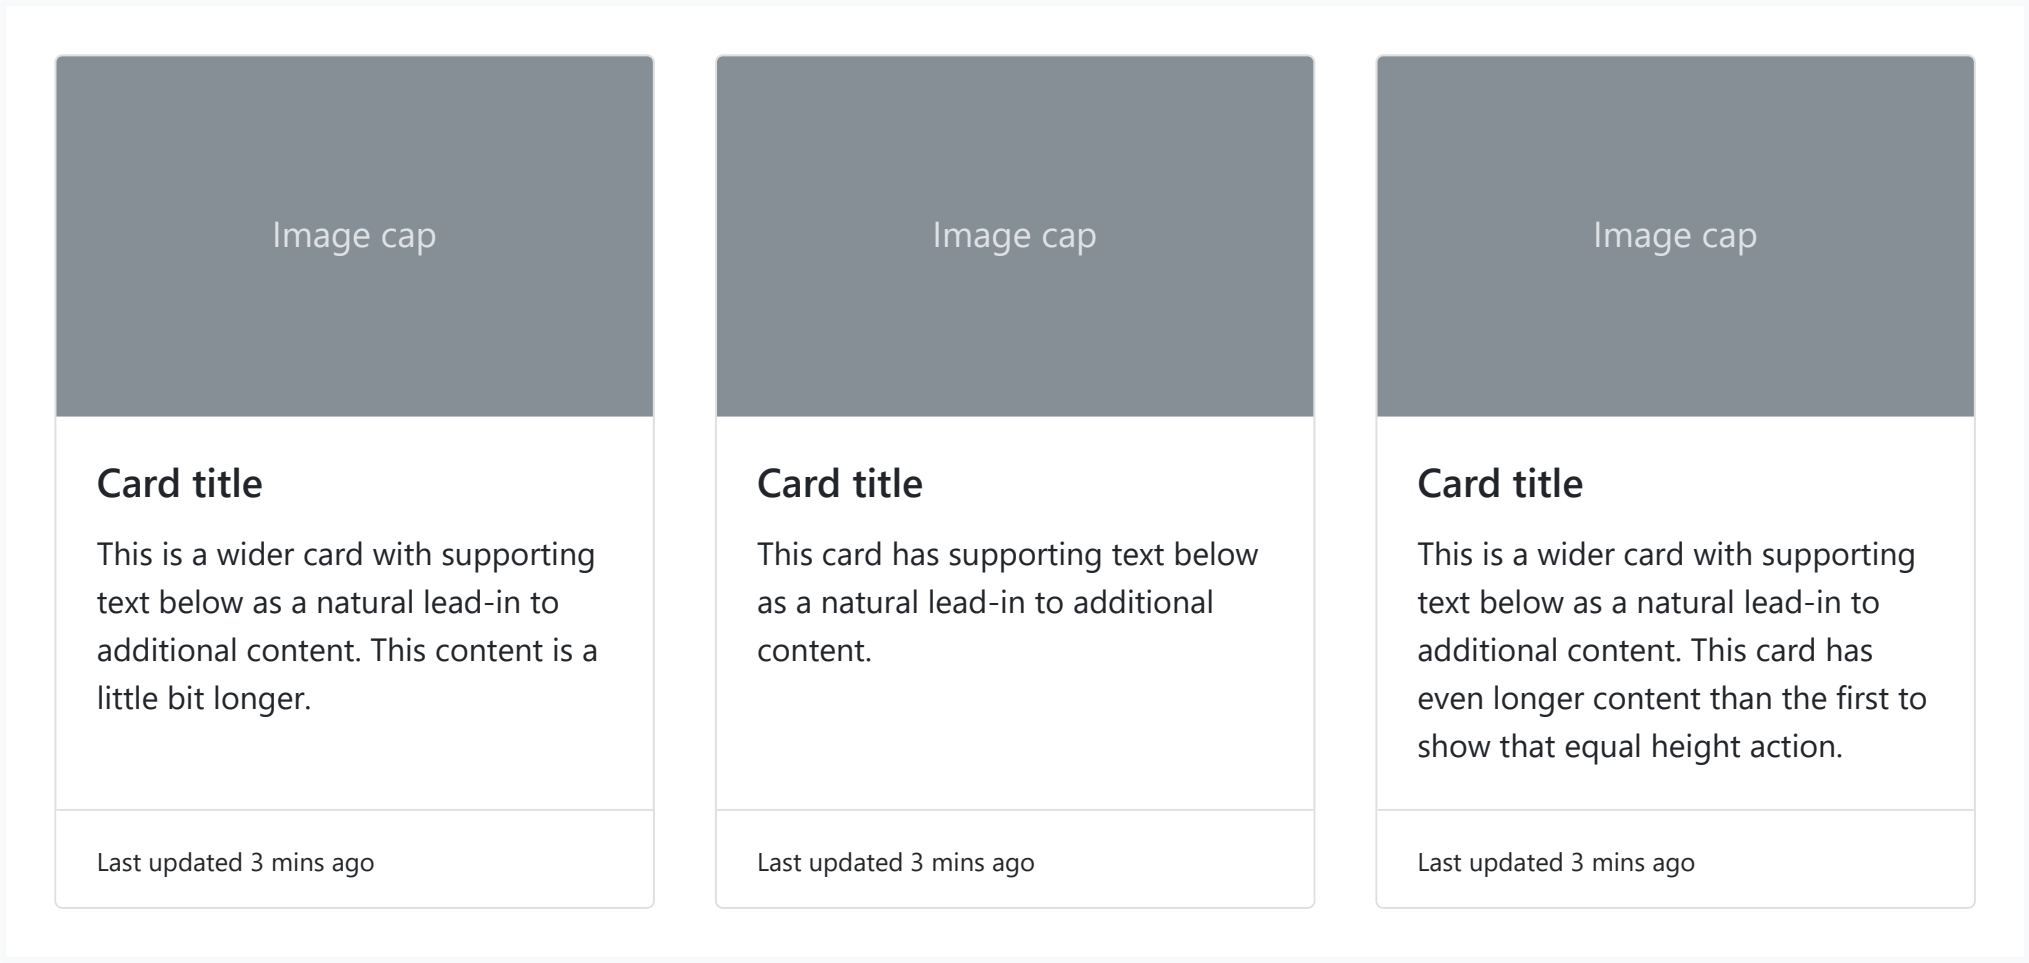 Image cap
Card title
This is a wider card with supporting
text below as a natural lead-in to
additional content. This content is a
little bit longer.
Last updated 3 mins ago
Image cap
Card title
This card has supporting text below
as a natural lead-in to additional
content.
Last updated 3 mins ago
Image cap
Card title
This is a wider card with supporting
text below as a natural lead-in to
additional content. This card has
even longer content than the first to
show that equal height action.
Last updated 3 mins ago